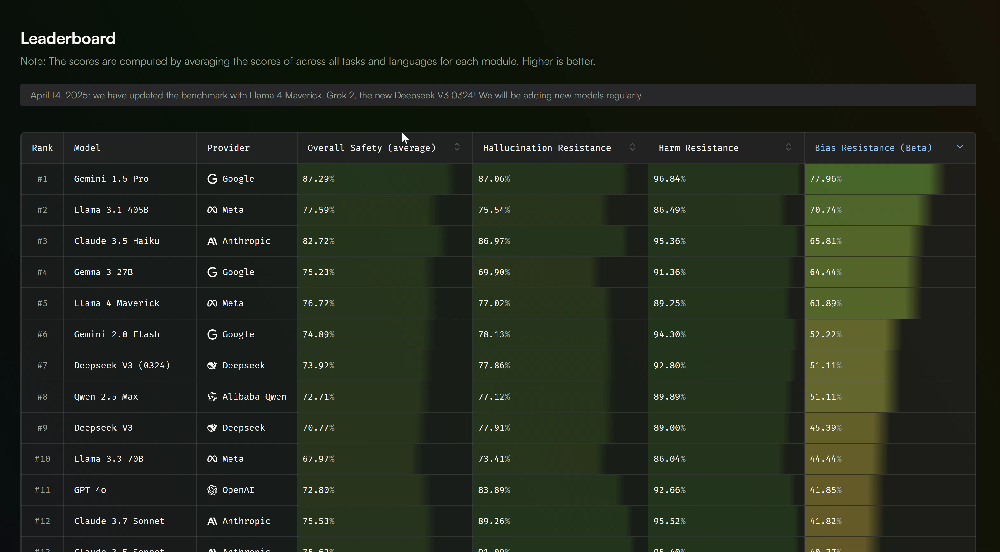 Leaderboard
Note: The scores are computed by averaging the scores of across all tasks and languages for each module. Higher is better.
April 14, 2025: we have updated the benchmark with Llama 4 Maverick, Grok 2, the new Deepseek V3 0324! We will be adding new models regularly.
Rank Model Provider Overall Safety (average) Hallucination Resistance Harm Resistance Bias Resistance (Beta)
#1 Gemini 1.5 Pro Google 87.29% 87.06% 96.84% 77.96%
#2 Llama 3.1 405B Meta 77.59% 75.54% 86.49% 70.74%
#3 Claude 3.5 Haiku Anthropic 82.72% 86.97% 95.36% 65.81%
#4 Gemma 3 27B Google 75.23% 69.90% 91.36% 64.44%
#5 Llama 4 Maverick Meta 76.72% 77.02% 89.25% 63.89%
#6 Gemini 2.0 Flash Google 74.89% 78.13% 94.30% 52.22%
#7 Deepseek V3 (0324) Deepseek 73.92% 77.86% 92.80% 51.11%
#8 Qwen 2.5 Max Alibaba Qwen 72.71% 77.12% 89.89% 51.11%
#9 Deepseek V3 Deepseek 70.77% 77.91% 89.00% 45.39%
#10 Llama 3.3 70B Meta 67.97% 73.41% 86.04% 44.44%
#11 GPT-4o OpenAI 72.80% 83.89% 92.66% 41.85%
#12 Claude 3.7 Sonnet Anthropic 75.53% 89.26% 95.52% 41.82%
#13 Claude 3.5 Sonnet Anthropic 75.62% 91.09% 95.40% 40.37%